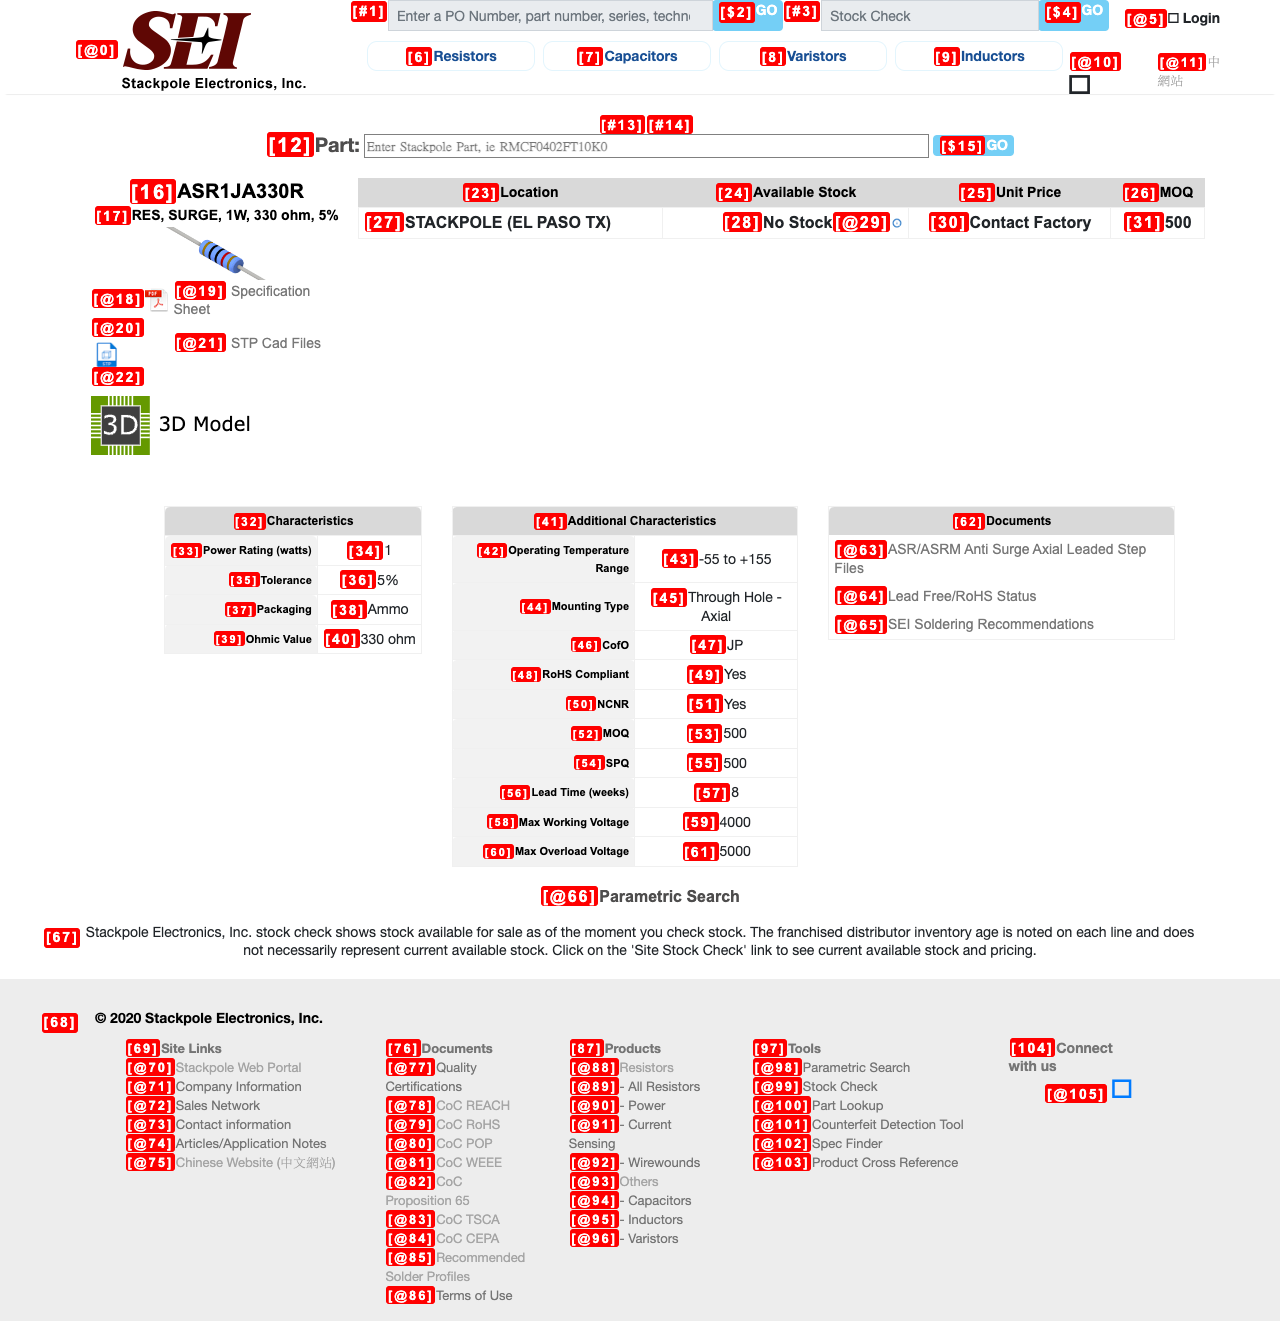 [@0] SEI
Stackpole Electronics, Inc.
[#1] Enter a PO Number, part number, series, techno [$2] GO [#3] Stock Check [$4] GO [@5] Login
[6] Resistors [7] Capacitors [8] Varistors [9] Inductors [@10] [@11] 中
網站
[#13] [#14]
[12] Part: Enter Stackpole Part, ie RMCF0402FT10K0 [$15] GO
[16] ASR1JA330R
[17] RES, SURGE, 1W, 330 ohm, 5%
[23] Location [24] Available Stock [25] Unit Price [26] MOQ
[27] STACKPOLE (EL PASO TX) [28] No Stock [@29] [30] Contact Factory [31] 500
[@18] PDF [@19] Specification
Sheet
[@20]
STP [@21] STP Cad Files
[@22]
3D 3D Model
[32] Characteristics
[33] Power Rating (watts) [34] 1
[35] Tolerance [36] 5%
[37] Packaging [38] Ammo
[39] Ohmic Value [40] 330 ohm
[41] Additional Characteristics
[42] Operating Temperature
Range [43] -55 to +155
[44] Mounting Type [45] Through Hole -
Axial
[46] CofO [47] JP
[48] RoHS Compliant [49] Yes
[50] NCNR [51] Yes
[52] MOQ [53] 500
[54] SPQ [55] 500
[56] Lead Time (weeks) [57] 8
[58] Max Working Voltage [59] 4000
[60] Max Overload Voltage [61] 5000
[62] Documents
[@63] ASR/ASRM Anti Surge Axial Leaded Step
Files
[@64] Lead Free/RoHS Status
[@65] SEI Soldering Recommendations
[@66] Parametric Search
[67] Stackpole Electronics, Inc. stock check shows stock available for sale as of the moment you check stock. The franchised distributor inventory age is noted on each line and does
not necessarily represent current available stock. Click on the 'Site Stock Check' link to see current available stock and pricing.
[68] © 2020 Stackpole Electronics, Inc.
[69] Site Links
[@70] Stackpole Web Portal
[@71] Company Information
[@72] Sales Network
[@73] Contact information
[@74] Articles/Application Notes
[@75] Chinese Website (中文網站)
[76] Documents
[@77] Quality
Certifications
[@78] CoC REACH
[@79] CoC RoHS
[@80] CoC POP
[@81] CoC WEEE
[@82] CoC
Proposition 65
[@83] CoC TSCA
[@84] CoC CEPA
[@85] Recommended
Solder Profiles
[@86] Terms of Use
[87] Products
[@88] Resistors
[@89] - All Resistors
[@90] - Power
[@91] - Current
Sensing
[@92] - Wirewounds
[@93] Others
[@94] - Capacitors
[@95] - Inductors
[@96] - Varistors
[97] Tools
[@98] Parametric Search
[@99] Stock Check
[@100] Part Lookup
[@101] Counterfeit Detection Tool
[@102] Spec Finder
[@103] Product Cross Reference
[104] Connect
with us
[@105]